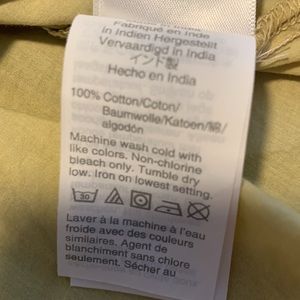 Fabriqué en Inde
in Indien Hergestellt
Vervaardigd in India
インド製
Hecho en India
100% Cotton/Coton/
Baumwolle/Katoen/綿/
algodón
Machine wash cold with
like colors. Non-chlorine
bleach only. Tumble dry
low. Iron on lowest setting.
30
Laver à la machine à l'eau
froide avec des couleurs
similaires. Agent de
blanchiment sans chlore
seulement. Sécher au